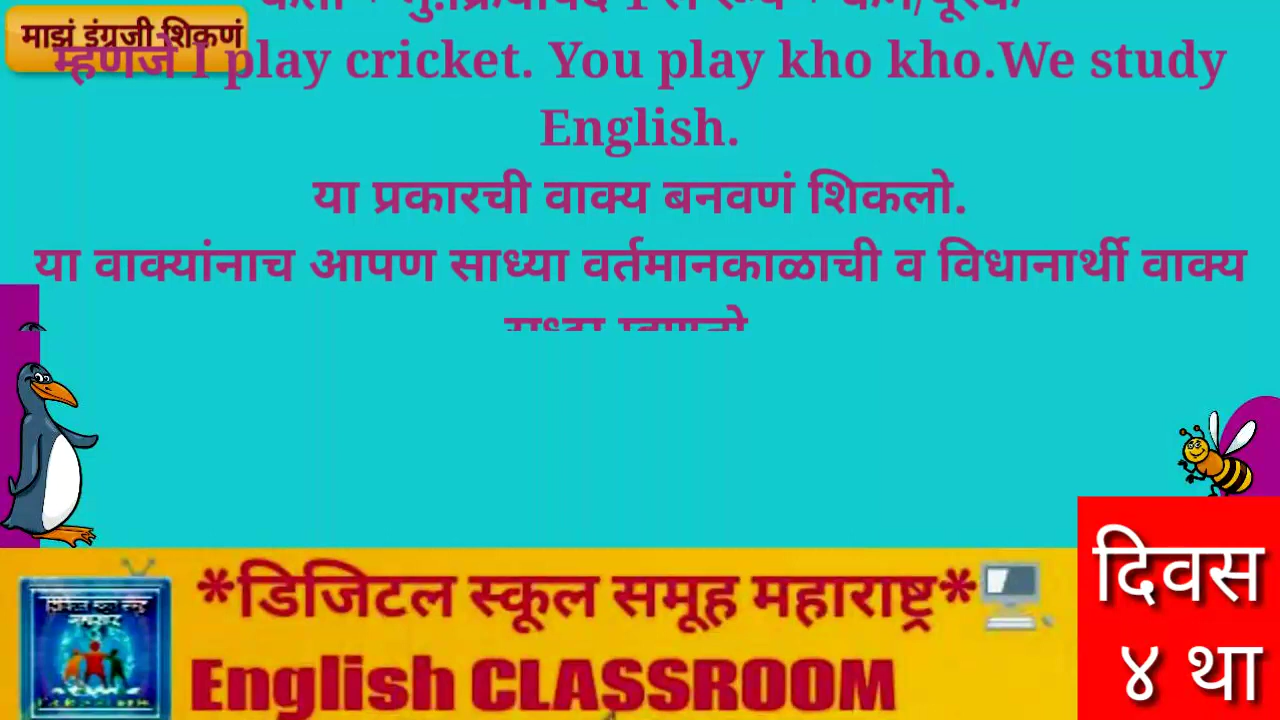 माझं इंग्रजी शिकणं
म्हणजे I play cricket. You play kho kho.We study
English.
या प्रकारची वाक्य बनवणं शिकलो.
या वाक्यांनाच आपण साध्या वर्तमानकाळाची व विधानार्थी वाक्य
*डिजिटल स्कूल समूह महाराष्ट्र*
English CLASSROOM
दिवस
४ था